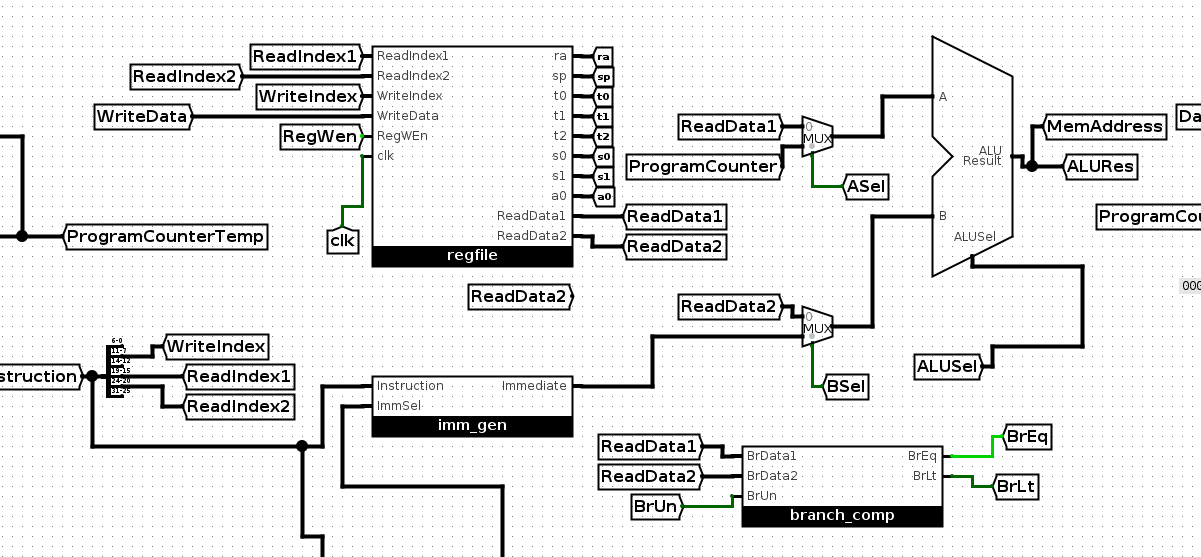 ReadIndex1
ReadIndex2
WriteIndex
WriteData
RegWen
clk
ReadIndex1
ReadIndex2
WriteIndex
WriteData
RegWEn
clk
ra
sp
t0
t1
t2
s0
s1
a0
ReadData1
ReadData2
regfile
ra
sp
t0
t1
t2
s0
s1
a0
ReadData1
ReadData2
ReadData2
ProgramCounterTemp
ReadData1
ProgramCounter
0
MUX
ASel
A
B
ALU
Result
ALUSel
MemAddress
ALURes
Da
ProgramCou
000
ReadData2
0
MUX
BSel
ALUSel
struction
6-0
11-7
14-12
19-15
24-20
31-25
WriteIndex
ReadIndex1
ReadIndex2
Instruction
ImmSel
Immediate
imm_gen
ReadData1
ReadData2
BrUn
BrData1
BrData2
BrUn
BrEq
BrLt
branch_comp
BrEq
BrLt